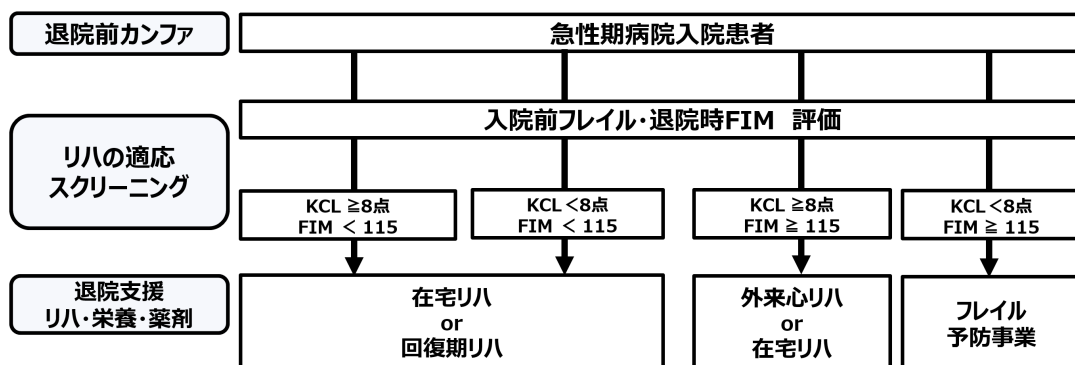 退院前カンファ
急性期病院入院患者
入院前フレイル・退院時FIM 評価
リハの適応
スクリーニング
KCL ≧8点
FIM < 115
KCL <8点
FIM < 115
KCL ≧8点
FIM ≧ 115
KCL <8点
FIM ≧ 115
退院支援
リハ・栄養・薬剤
在宅リハ
or
回復期リハ
外来心リハ
or
在宅リハ
フレイル
予防事業